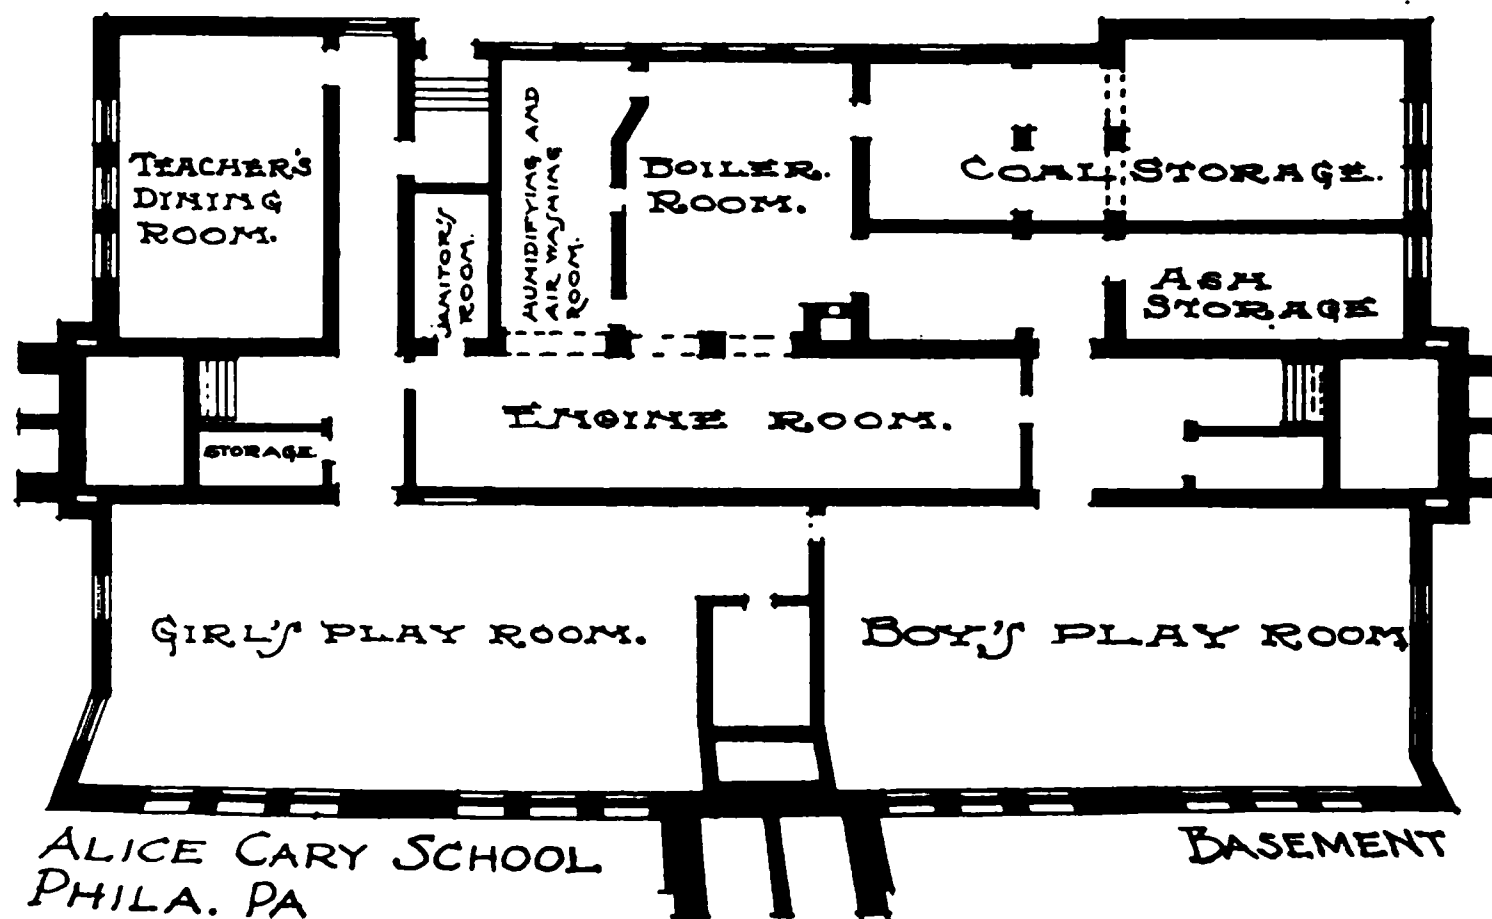 TEACHER'S
DINING
ROOM.
JANITOR'S
ROOM.
HUMIDIFYING AND
AIR WASHING
ROOM.
BOILER.
ROOM.
COAL STORAGE.
ASH
STORAGE
STORAGE.
ENGINE ROOM.
GIRL'S PLAY ROOM.
BOY'S PLAY ROOM
ALICE CARY SCHOOL
PHILA. PA
BASEMENT